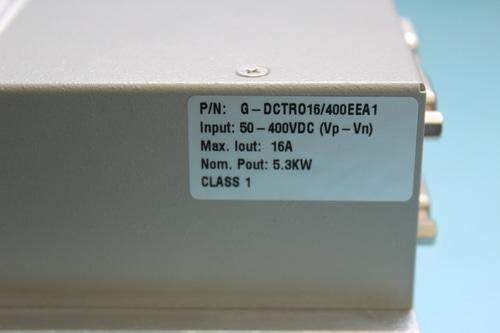 P/N: G-DCTRO16/400EEA1
Input: 50-400VDC (Vp-Vn)
Max. Iout: 16A
Nom. Pout: 5.3KW
CLASS 1